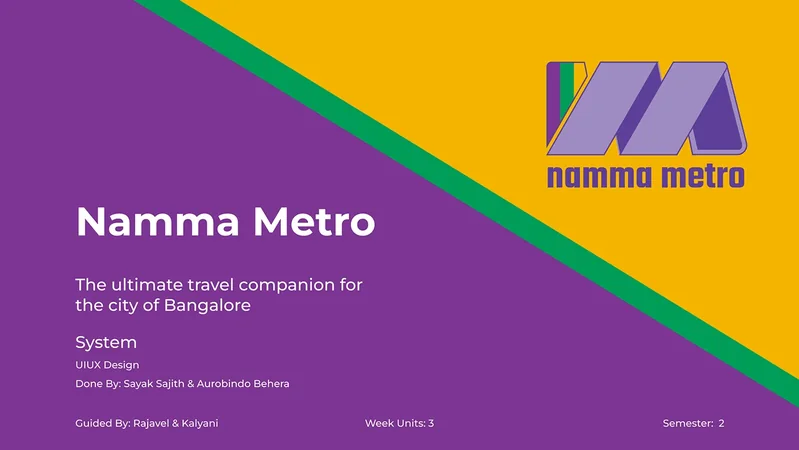 namma metro
Namma Metro
The ultimate travel companion for
the city of Bangalore
System
UIUX Design
Done By: Sayak Sajith & Aurobindo Behera
Guided By: Rajavel & Kalyani
Week Units: 3
Semester: 2